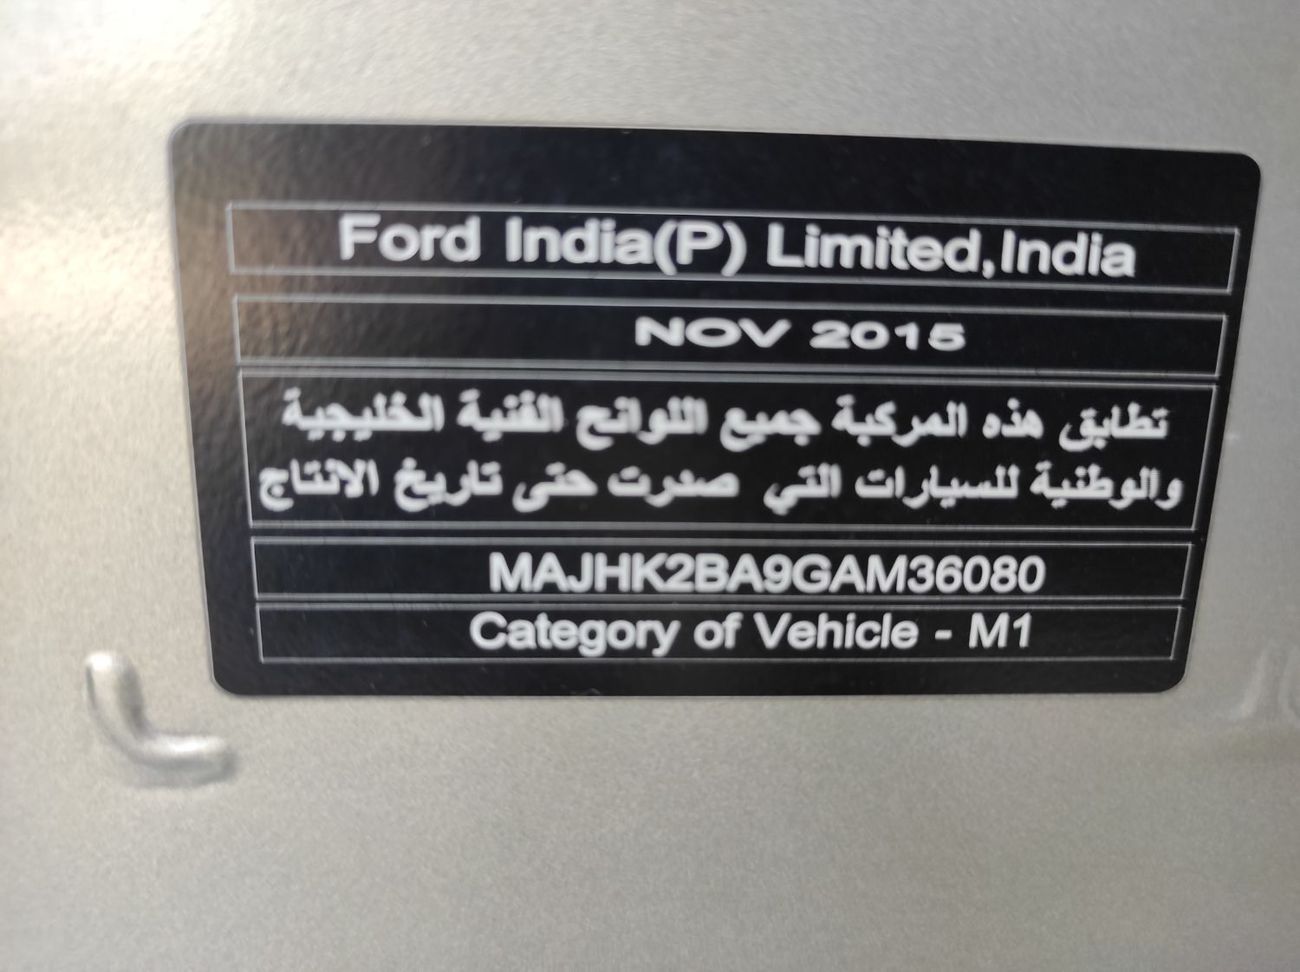 Ford India(P) Limited,India
NOV 2015
تطابق هذه المركبة جميع اللوائح الفنية الخليجية
والوطنية للسيارات التي صدرت حتى تاريخ الانتاج
MAJHK2BA9GAM36080
Category of Vehicle - M1